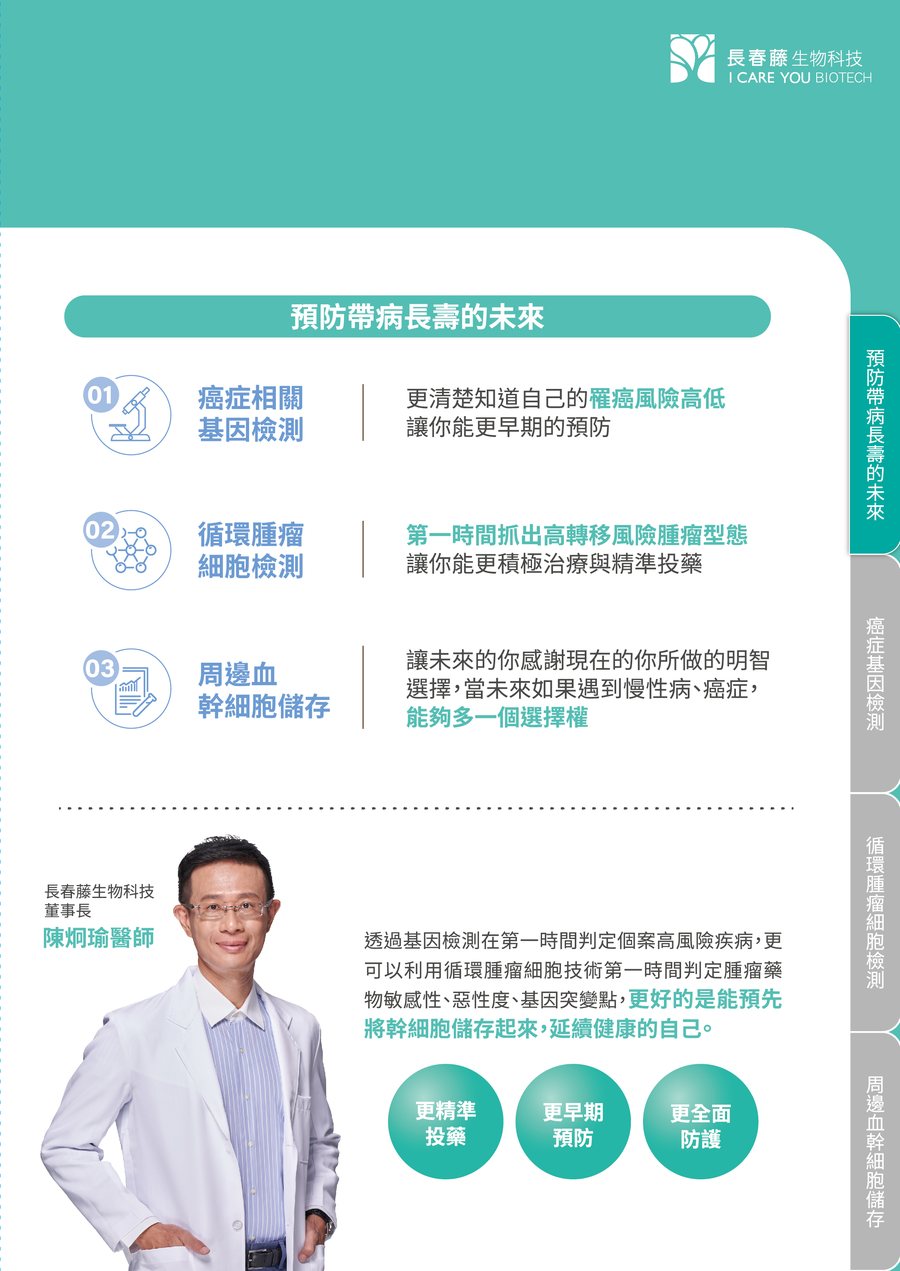 長春藤生物科技
I CARE YOU BIOTECH
預防帶病長壽的未來
01
癌症相關
基因檢測
更清楚知道自己的罹癌風險高低
讓你能更早期的預防
02
循環腫瘤
細胞檢測
第一時間抓出高轉移風險腫瘤型態
讓你能更積極治療與精準投藥
03
周邊血
幹細胞儲存
讓未來的你感謝現在的你所做的明智
選擇，當未來如果遇到慢性病、癌症，
能夠多一個選擇權
長春藤生物科技
董事長
陳炯瑜醫師
透過基因檢測在第一時間判定個案高風險疾病，更
可以利用循環腫瘤細胞技術第一時間判定腫瘤藥
物敏感性、惡性度、基因突變點，更好的是能預先
將幹細胞儲存起來，延續健康的自己。
更精準
投藥
更早期
預防
更全面
防護
預防帶病長壽的未來
癌症基因檢測
循環腫瘤細胞檢測
周邊血幹細胞儲存